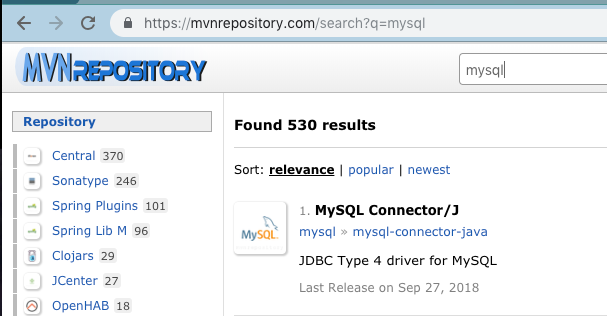 https://mvnrepository.com/search?q=mysql
MVNREPOSITORY
mysql
Repository
Central 370
Sonatype 246
Spring Plugins 101
Spring Lib M 96
Clojars 29
JCenter 27
OpenHAB 18
Found 530 results
Sort: relevance | popular | newest
1. MySQL Connector/J
MySQL
mysql » mysql-connector-java
JDBC Type 4 driver for MySQL
Last Release on Sep 27, 2018